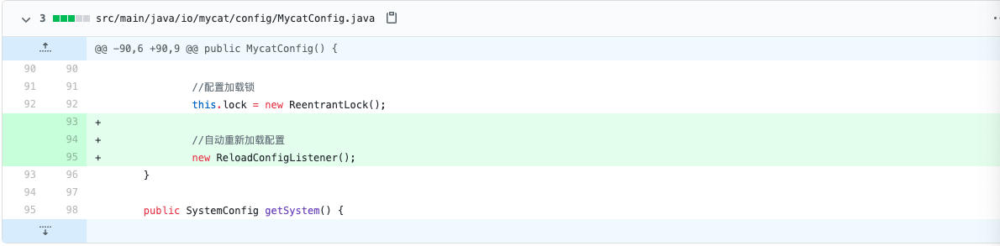 3 src/main/java/io/mycat/config/MycatConfig.java
@@ -90,6 +90,9 @@ public MycatConfig() {
90 90
91 91 //配置加载锁
92 92 this.lock = new ReentrantLock();
93 +
94 + //自动重新加载配置
95 + new ReloadConfigListener();
93 96 }
94 97
95 98 public SystemConfig getSystem() {